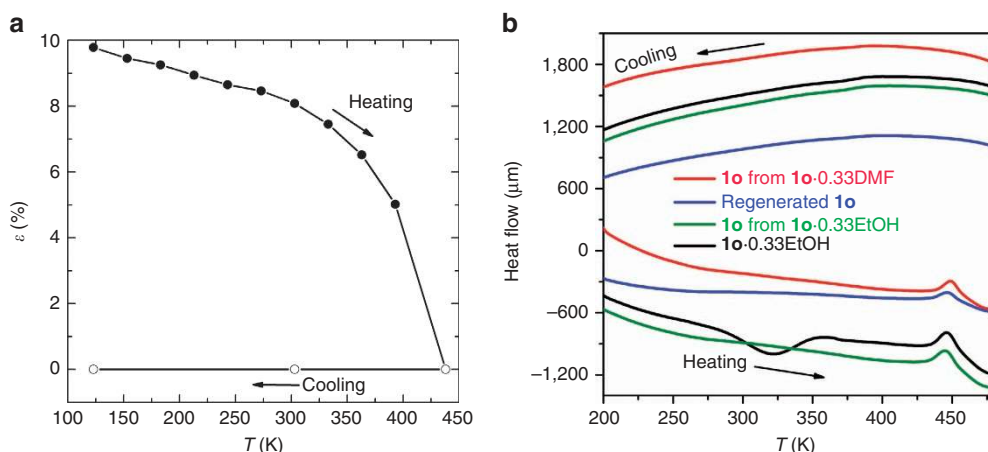 a
10
8
6
4
2
0
ε (%)
Heating
Cooling
100 150 200 250 300 350 400 450
T (K)
b
1,800
1,200
600
0
−600
−1,200
Heat flow (μm)
Cooling
1o from 1o·0.33DMF
Regenerated 1o
1o from 1o·0.33EtOH
1o·0.33EtOH
Heating
200 250 300 350 400 450
T (K)